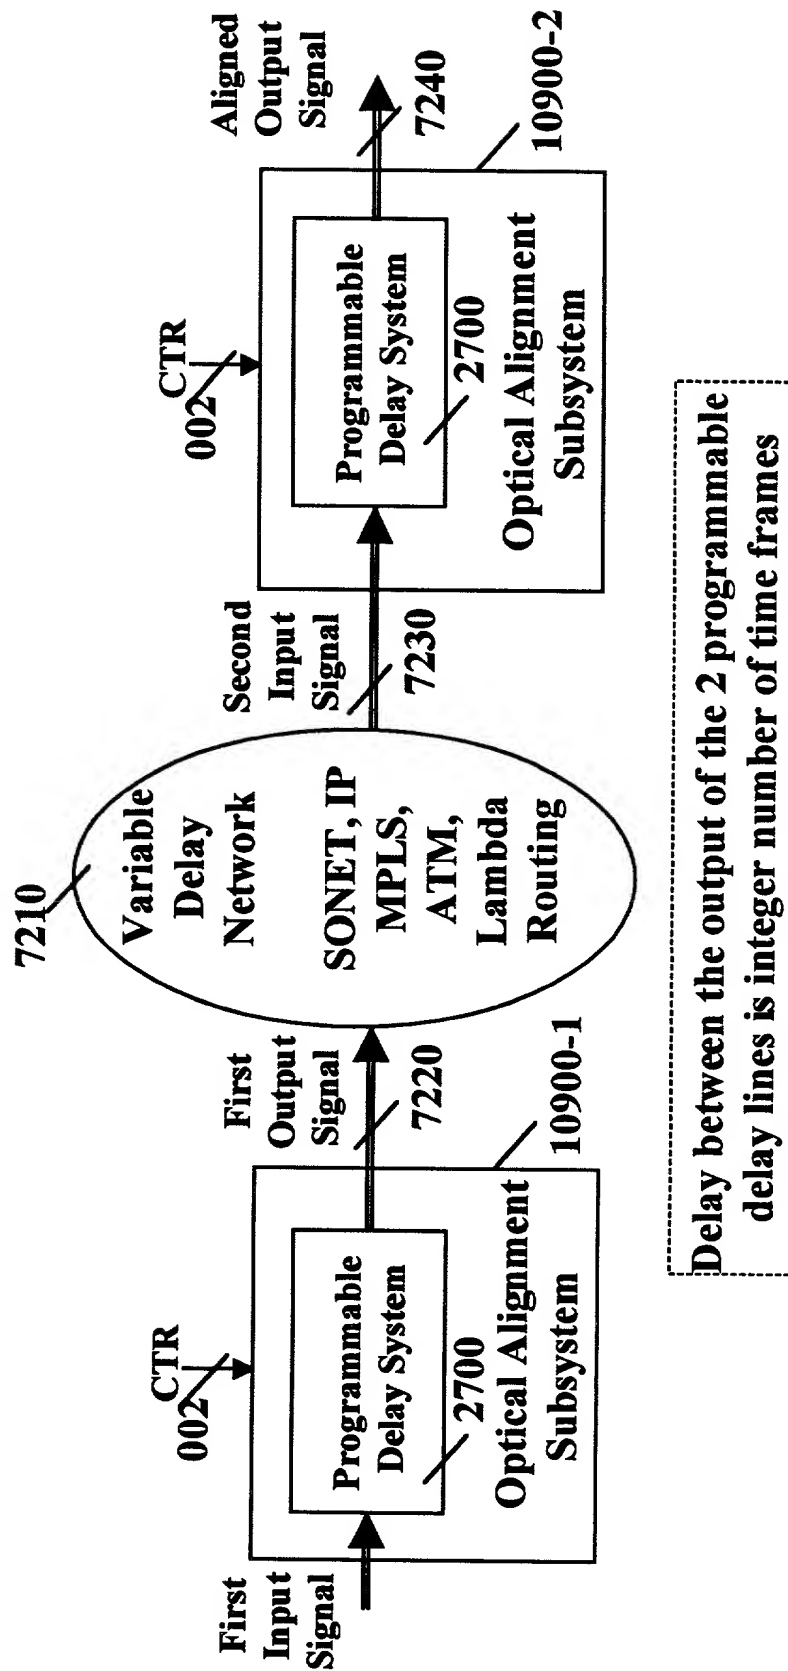 First
Input
Signal
CTR
002
Programmable
Delay System
2700
Optical Alignment
Subsystem
10900-1
First
Output
Signal
7220
7210
Variable
Delay
Network
SONET, IP
MPLS,
ATM,
Lambda
Routing
Second
Input
Signal
7230
CTR
002
Programmable
Delay System
2700
Optical Alignment
Subsystem
10900-2
Aligned
Output
Signal
7240
Delay between the output of the 2 programmable
delay lines is integer number of time frames